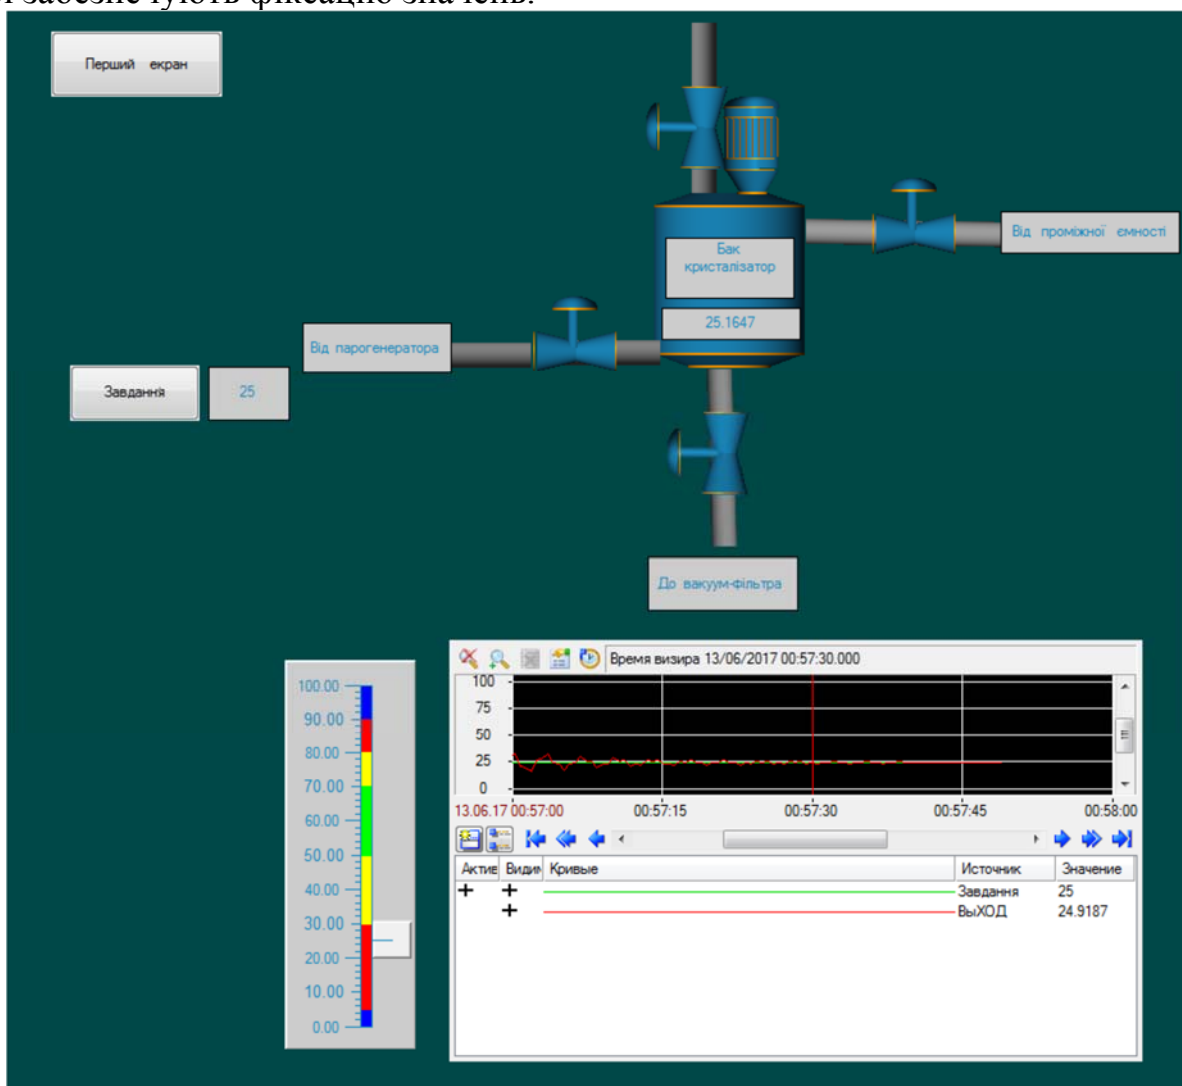 забезпечують фіксацію значень.
Перший екран
Від проміжної ємності
Бак
кристалізатор
25.1647
Від парогенератора
Завдання
25
До вакуум-фільтра
100.00
90.00
80.00
70.00
60.00
50.00
40.00
30.00
20.00
10.00
0.00
Время визира 13/06/2017 00:57:30.000
100
75
50
25
0
13.06.17 00:57:00 00:57:15 00:57:30 00:57:45 00:58:00
Кривые Источник Значение
Завдання 25
ВыХОД 24.9187